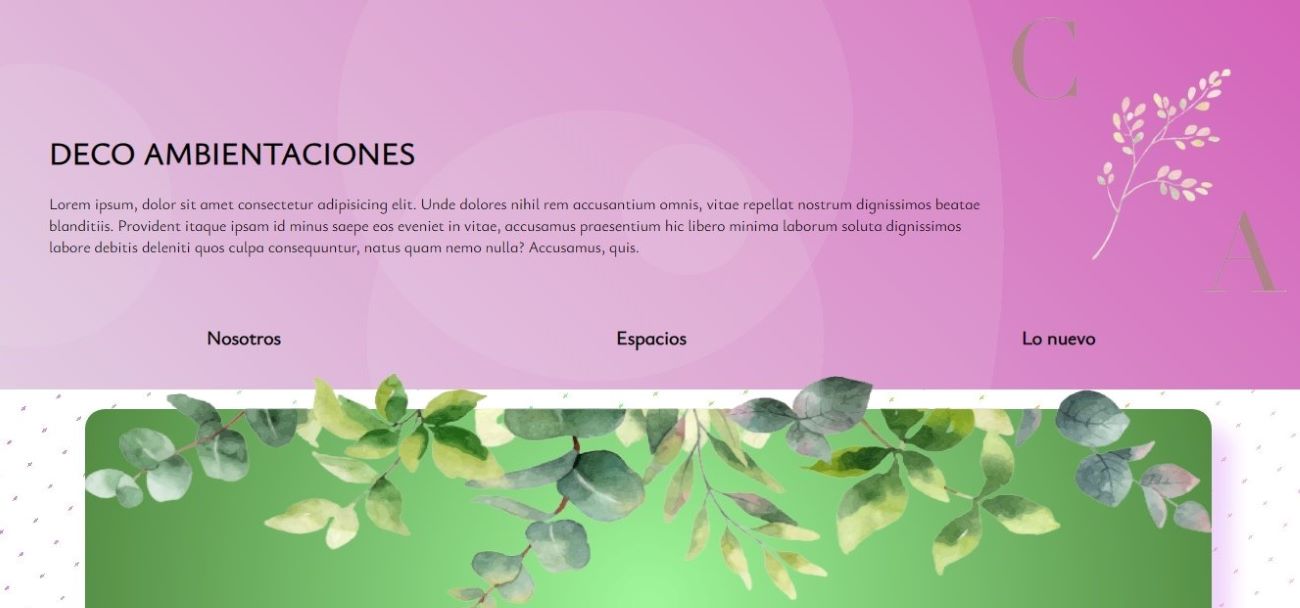 C
A
DECO AMBIENTACIONES
Lorem ipsum, dolor sit amet consectetur adipisicing elit. Unde dolores nihil rem accusantium omnis, vitae repellat nostrum dignissimos beatae
blanditiis. Provident itaque ipsam id minus saepe eos eveniet in vitae, accusamus praesentium hic libero minima laborum soluta dignissimos
labore debitis deleniti quos culpa consequuntur, natus quam nemo nulla? Accusamus, quis.
Nosotros
Espacios
Lo nuevo